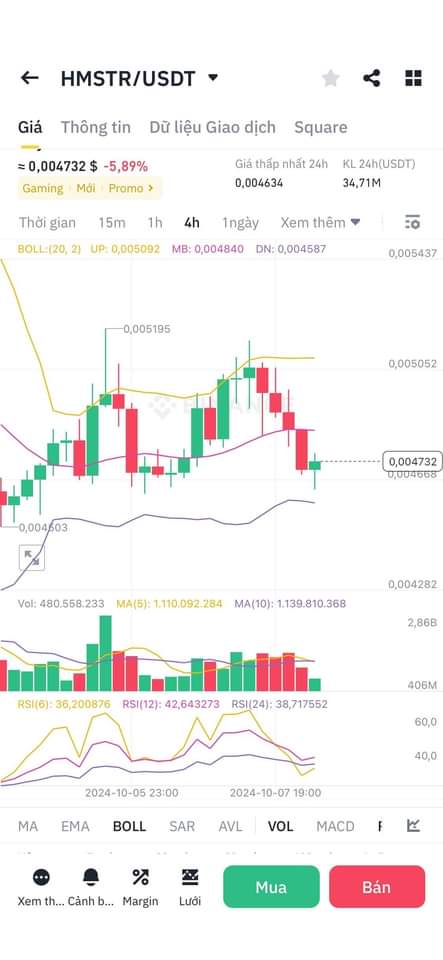 HMSTR/USDT
Giá Thông tin Dữ liệu Giao dịch Square
≈ 0,004732 $ -5,89% Giá thấp nhất 24h KL 24h(USDT)
Gaming · Mới · Promo > 0,004634 34,71M
Thời gian 15m 1h 4h 1ngày Xem thêm
BOLL:(20, 2) UP: 0,005092 MB: 0,004840 DN: 0,004587
0,005437
0,005195
0,005052
BINANCE
0,004732
0,004668
0,004503
0,004282
Vol: 480.558.233 MA(5): 1.110.092.284 MA(10): 1.139.810.368
2,86B
406M
RSI(6): 36,200876 RSI(12): 42,643273 RSI(24): 38,717552
60,0
40,0
2024-10-05 23:00 2024-10-07 19:00
MA EMA BOLL SAR AVL VOL MACD
Xem th... Cảnh b... Margin Lưới Mua Bán